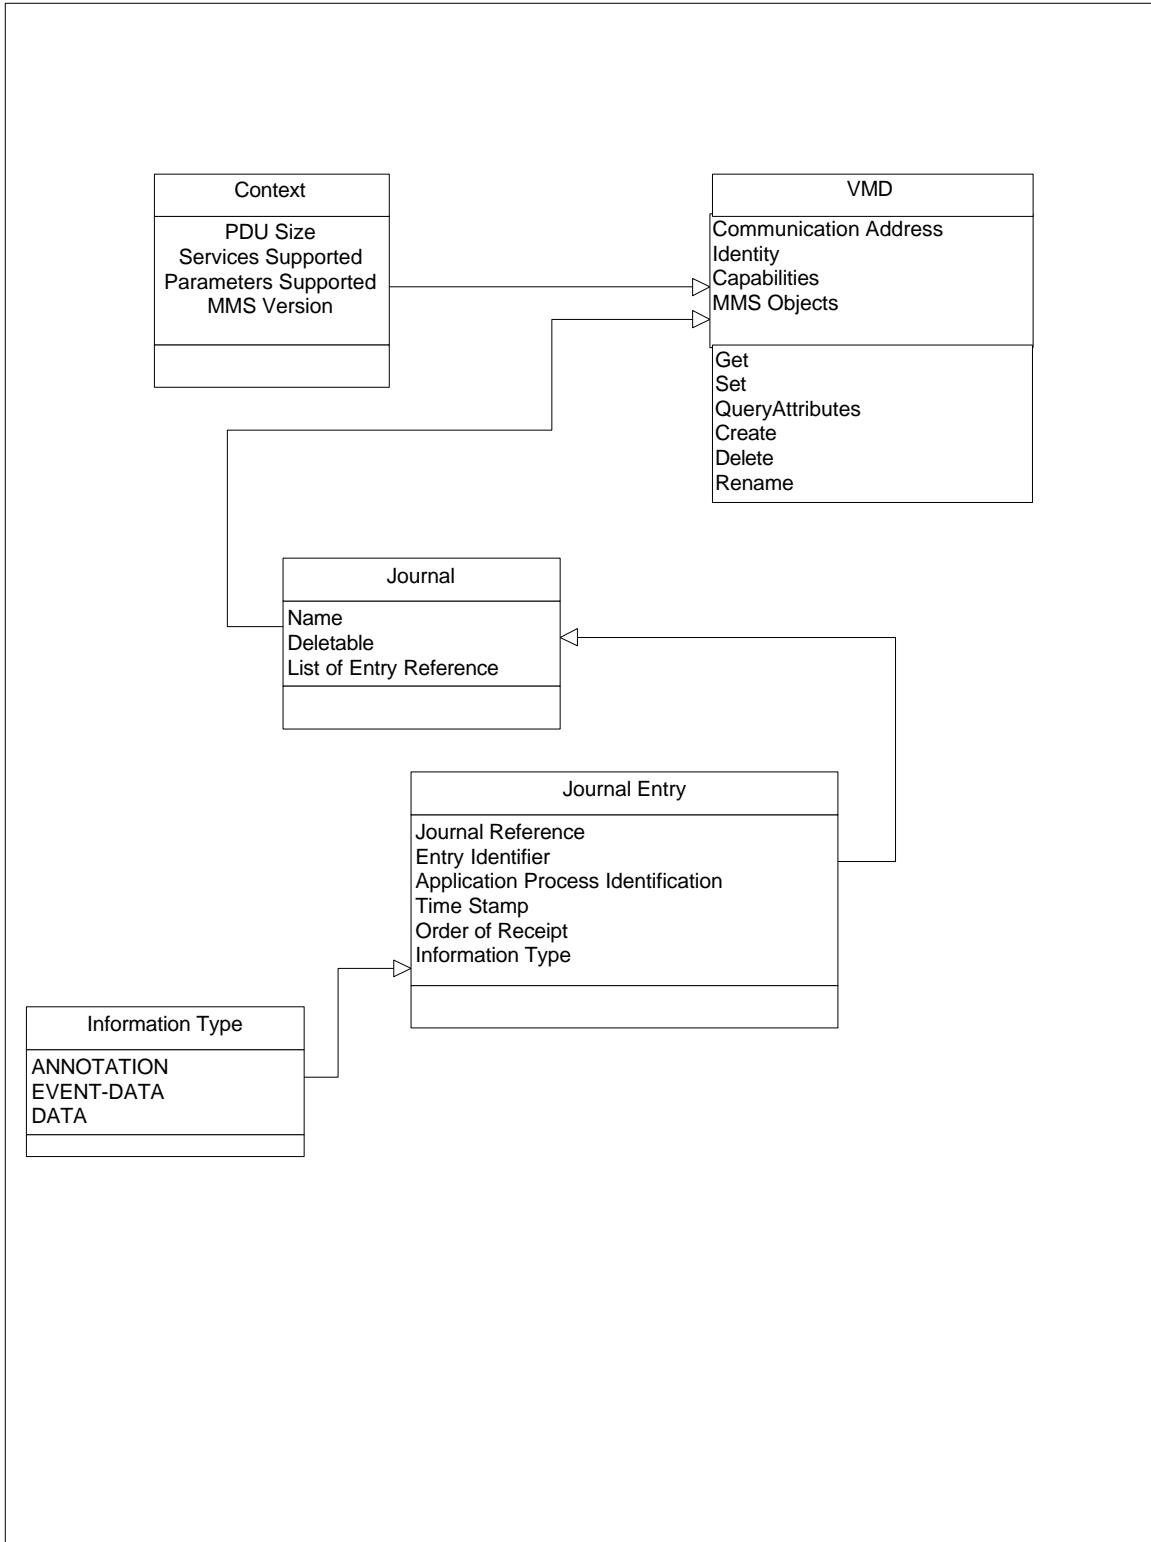 Context
PDU Size
Services Supported
Parameters Supported
MMS Version
VMD
Communication Address
Identity
Capabilities
MMS Objects
Get
Set
QueryAttributes
Create
Delete
Rename
Journal
Name
Deletable
List of Entry Reference
Journal Entry
Journal Reference
Entry Identifier
Application Process Identification
Time Stamp
Order of Receipt
Information Type
Information Type
ANNOTATION
EVENT-DATA
DATA